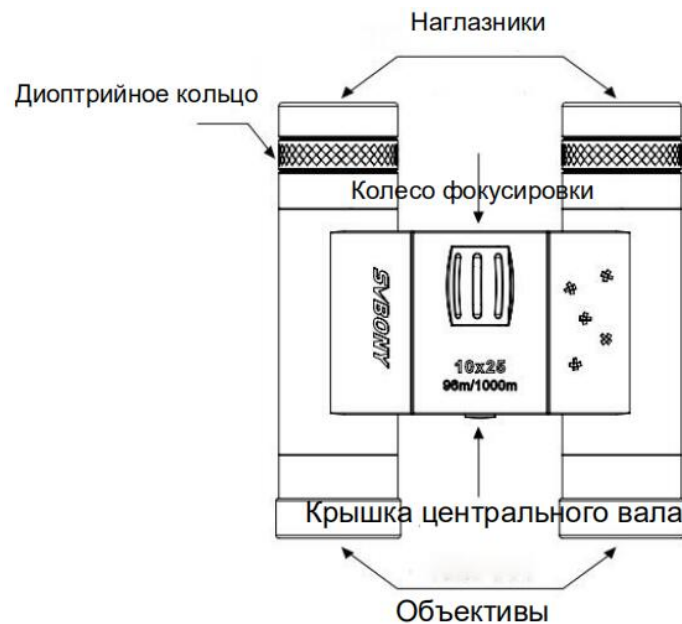 Наглазники
Диоптрийное кольцо
Колесо фокусировки
SVBONY
10x25
96m/1000m
Крышка центрального вала
Объективы